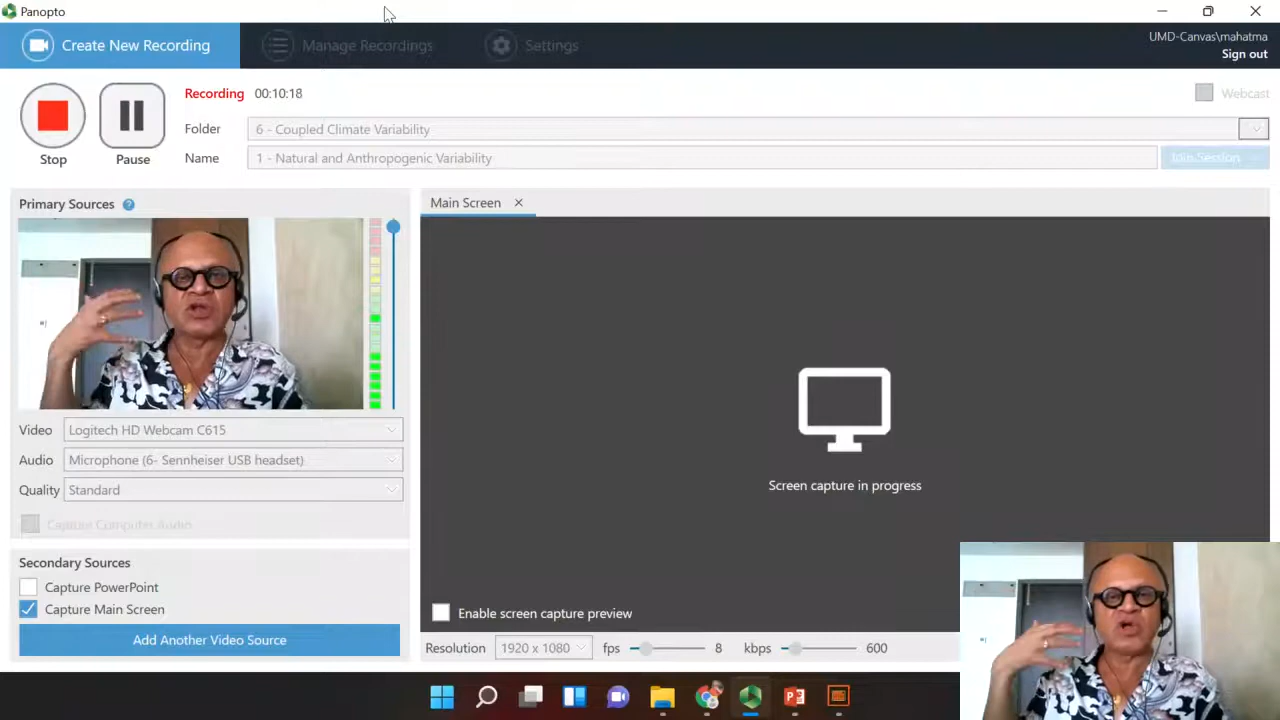 Panopto
Create New Recording
Manage Recordings
Settings
UMD-Canvas\mahatma
Sign out
Recording 00:10:18
Webcast
Folder 6 - Coupled Climate Variability
Stop Pause Name 1 - Natural and Anthropogenic Variability Join Session
Primary Sources ?
Main Screen
Video Logitech HD Webcam C615
Audio Microphone (6- Sennheiser USB headset)
Quality Standard
Capture Computer Audio
Screen capture in progress
Secondary Sources
Capture PowerPoint
Capture Main Screen
Add Another Video Source
Enable screen capture preview
Resolution 1920 x 1080 fps 8 kbps 600